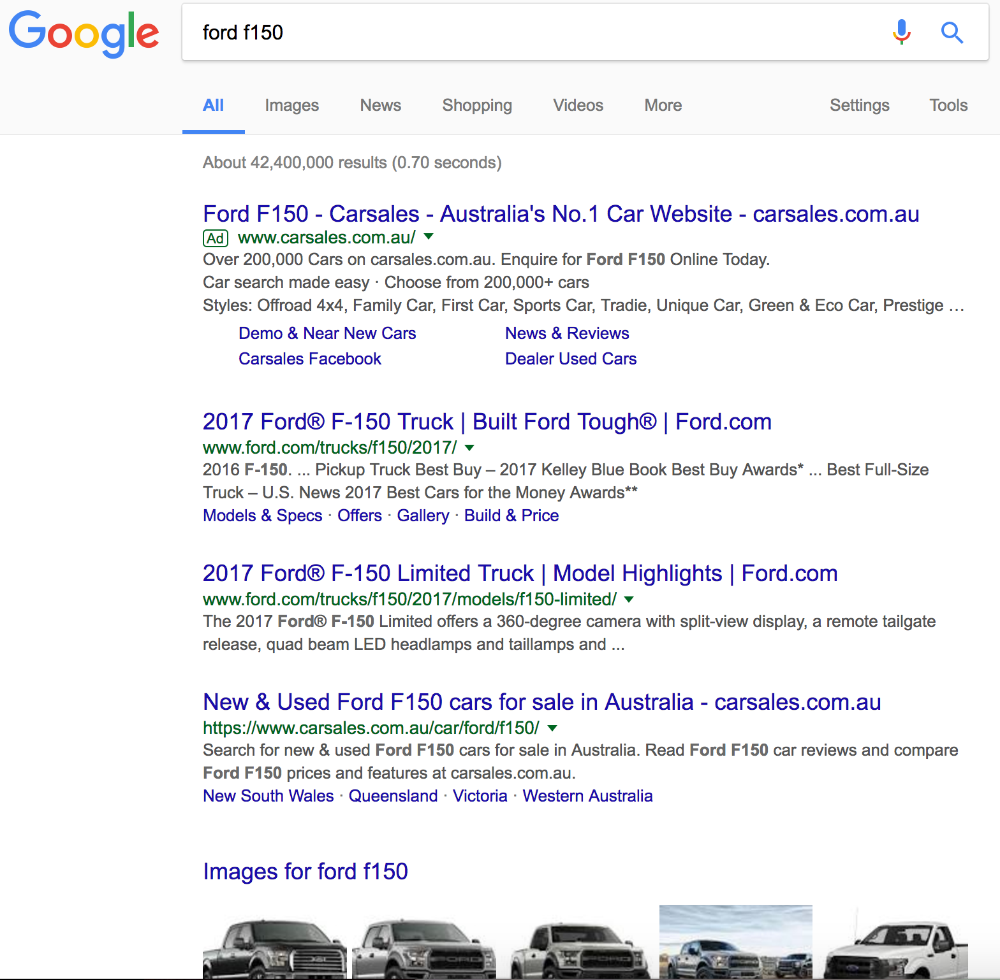 Google
ford f150
All Images News Shopping Videos More Settings Tools
About 42,400,000 results (0.70 seconds)
Ford F150 - Carsales - Australia's No.1 Car Website - carsales.com.au
Ad www.carsales.com.au/
Over 200,000 Cars on carsales.com.au. Enquire for Ford F150 Online Today.
Car search made easy · Choose from 200,000+ cars
Styles: Offroad 4x4, Family Car, First Car, Sports Car, Tradie, Unique Car, Green & Eco Car, Prestige ...
Demo & Near New Cars News & Reviews
Carsales Facebook Dealer Used Cars
2017 Ford® F-150 Truck | Built Ford Tough® | Ford.com
www.ford.com/trucks/f150/2017/
2016 F-150. ... Pickup Truck Best Buy – 2017 Kelley Blue Book Best Buy Awards* ... Best Full-Size
Truck – U.S. News 2017 Best Cars for the Money Awards**
Models & Specs · Offers · Gallery · Build & Price
2017 Ford® F-150 Limited Truck | Model Highlights | Ford.com
www.ford.com/trucks/f150/2017/models/f150-limited/
The 2017 Ford® F-150 Limited offers a 360-degree camera with split-view display, a remote tailgate
release, quad beam LED headlamps and taillamps and ...
New & Used Ford F150 cars for sale in Australia - carsales.com.au
https://www.carsales.com.au/car/ford/f150/
Search for new & used Ford F150 cars for sale in Australia. Read Ford F150 car reviews and compare
Ford F150 prices and features at carsales.com.au.
New South Wales · Queensland · Victoria · Western Australia
Images for ford f150